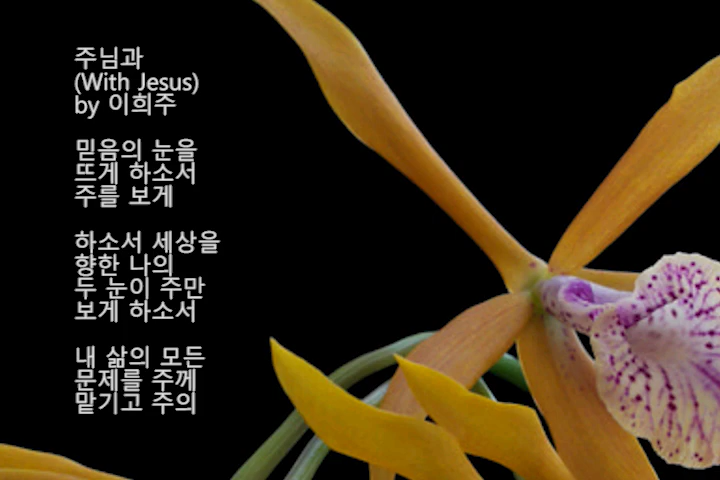 주님과
(With Jesus)
by 이희주
믿음의 눈을
뜨게 하소서
주를 보게
하소서 세상을
향한 나의
두 눈이 주만
보게 하소서
내 삶의 모든
문제를 주께
맡기고 주의